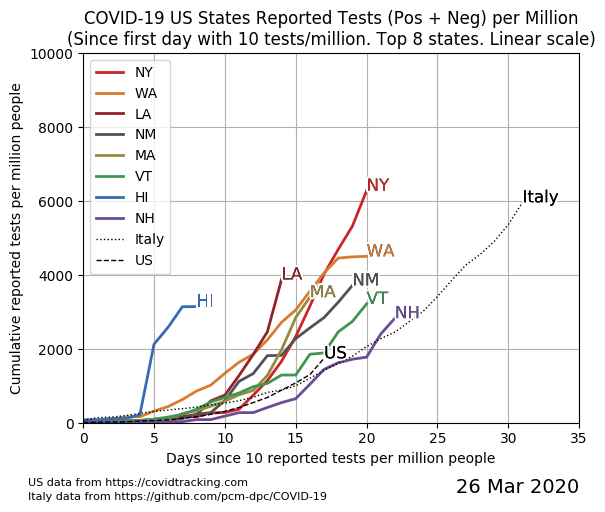 COVID-19 US States Reported Tests (Pos + Neg) per Million
(Since first day with 10 tests/million. Top 8 states. Linear scale)
Cumulative reported tests per million people
10000
8000
6000
4000
2000
0
NY
WA
LA
NM
MA
VT
HI
NH
Italy
US
NY
Italy
WA
LA
NM
MA
VT
HI
NH
US
0 5 10 15 20 25 30 35
Days since 10 reported tests per million people
US data from https://covidtracking.com
Italy data from https://github.com/pcm-dpc/COVID-19
26 Mar 2020